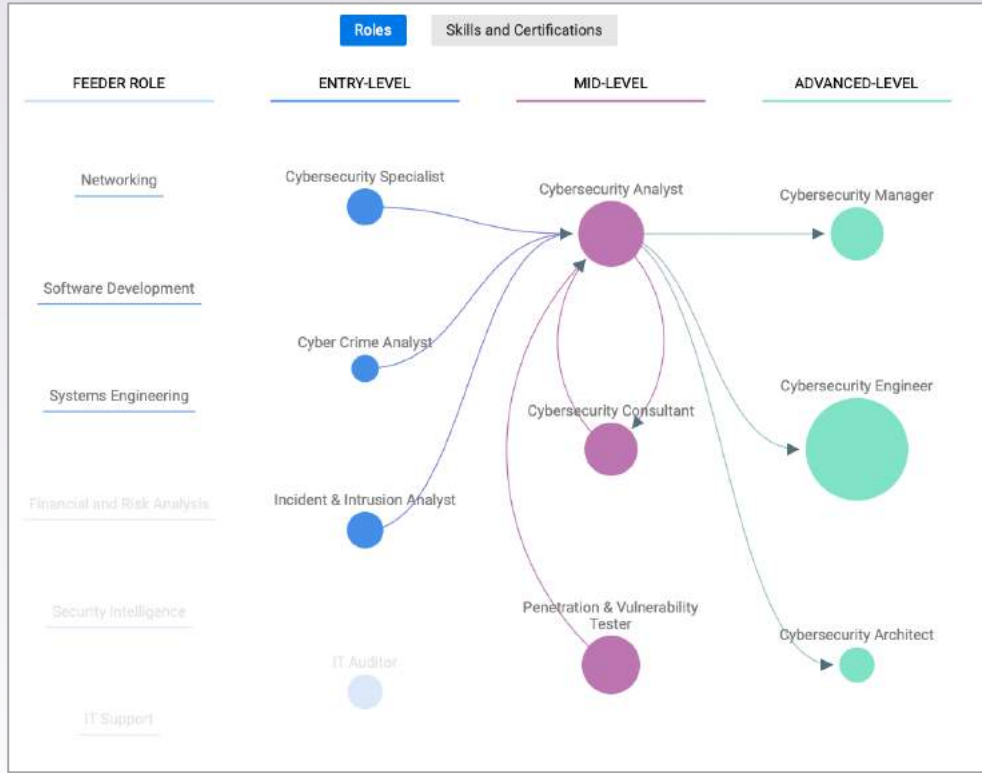 Roles
Skills and Certifications
FEEDER ROLE
ENTRY-LEVEL
MID-LEVEL
ADVANCED-LEVEL
Networking
Software Development
Systems Engineering
Financial and Risk Analysis
Security Intelligence
IT Support
Cybersecurity Specialist
Cyber Crime Analyst
Incident & Intrusion Analyst
IT Auditor
Cybersecurity Analyst
Cybersecurity Consultant
Penetration & Vulnerability
Tester
Cybersecurity Manager
Cybersecurity Engineer
Cybersecurity Architect